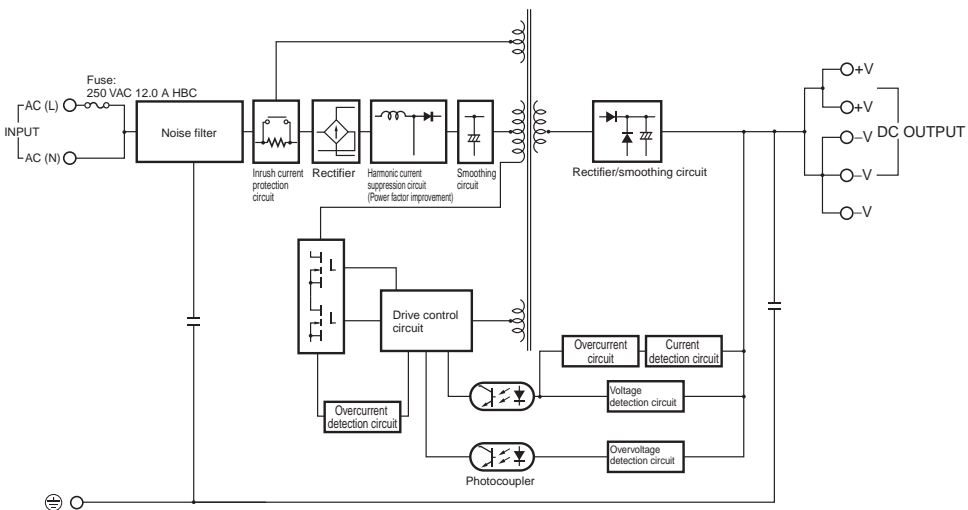 Fuse:
250 VAC 12.0 A HBC
AC (L)
INPUT
AC (N)
Noise filter
Inrush current
protection
circuit
Rectifier
Harmonic current
suppression circuit
(Power factor improvement)
Smoothing
circuit
Rectifier/smoothing circuit
+V
+V
–V
DC OUTPUT
–V
–V
Drive control
circuit
Overcurrent
circuit
Current
detection circuit
Voltage
detection circuit
Overcurrent
detection circuit
Overvoltage
detection circuit
Photocoupler